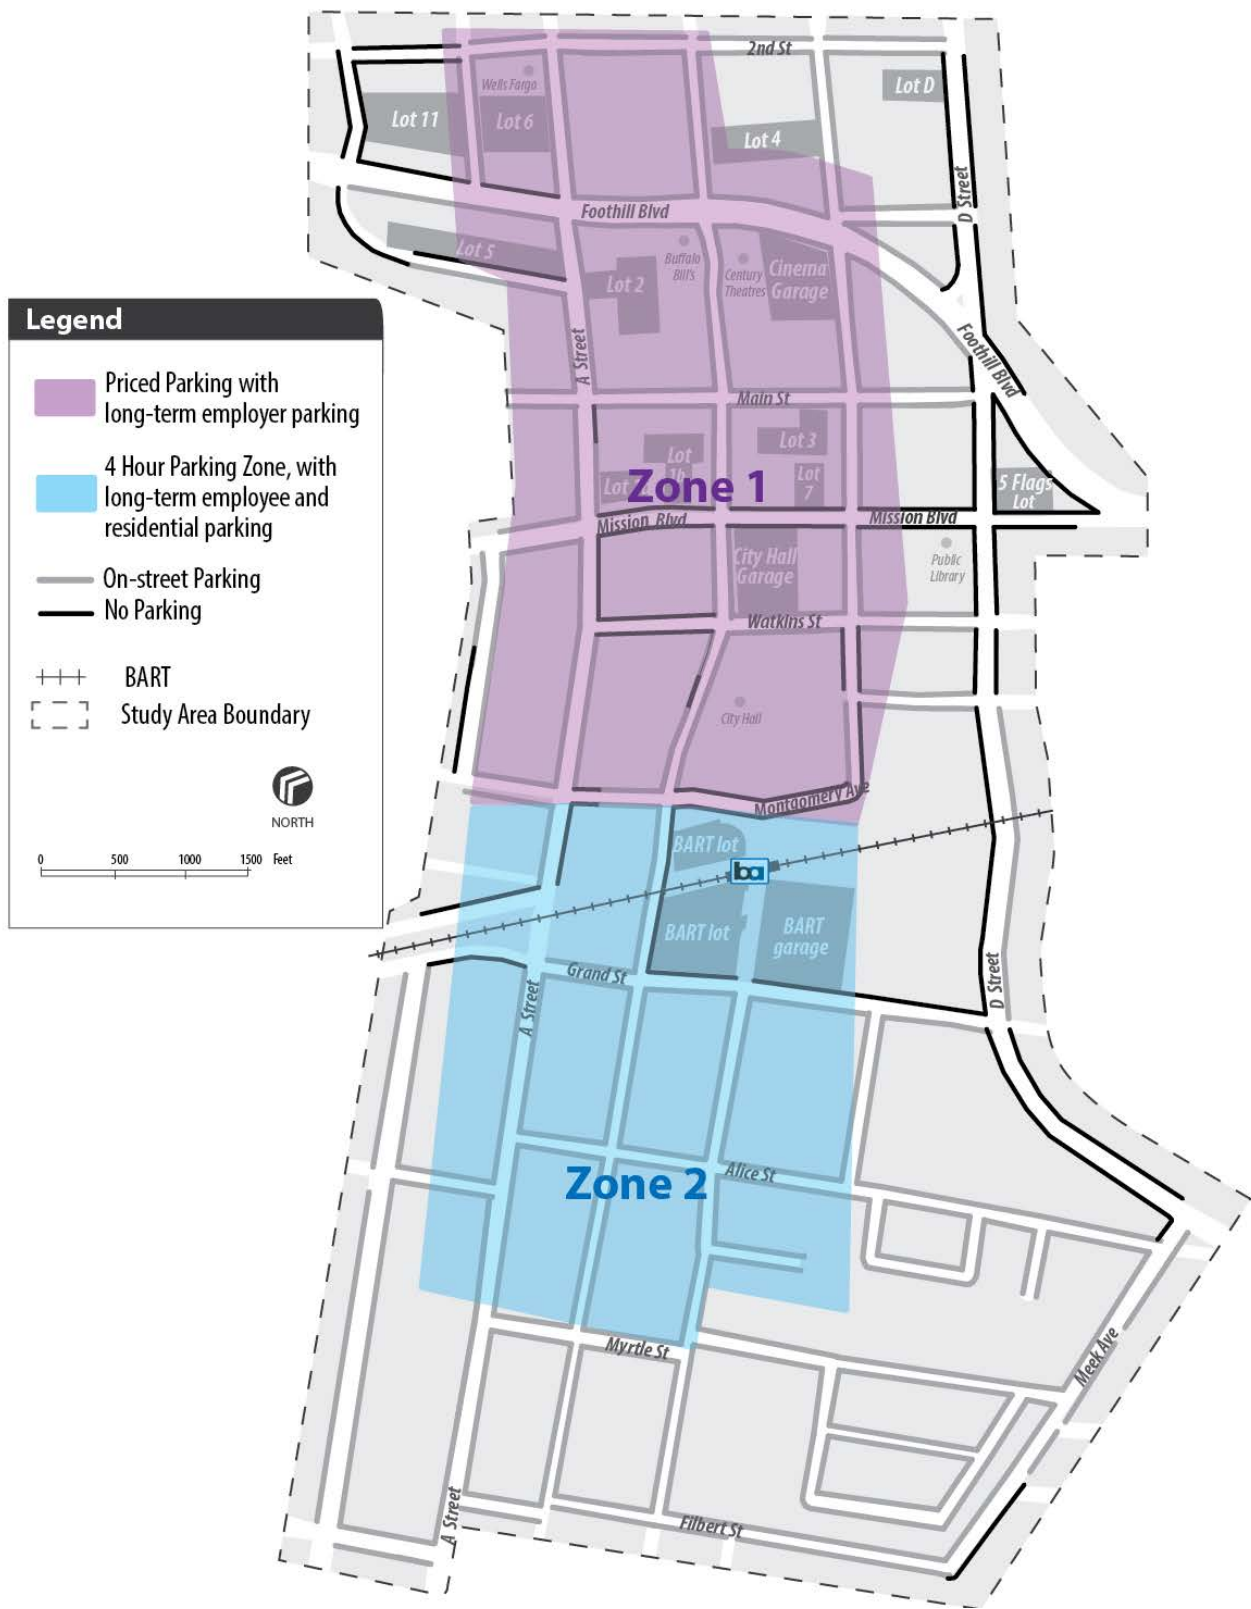 2nd St
Wells Fargo
Lot D
Lot 11
Lot 6
Lot 4
D Street
Foothill Blvd
Lot 5
Buffalo
Bill's
Century
Theatres
Cinema
Garage
Lot 2
Legend
Priced Parking with
long-term employer parking
4 Hour Parking Zone, with
long-term employee and
residential parking
On-street Parking
No Parking
BART
Study Area Boundary
NORTH
0 500 1000 1500 Feet
A Street
Foothill Blvd
Main St
Lot 3
Lot
Lot
7
Lot
Zone 1
5 Flags
Lot
Mission Blvd
Mission Blvd
City Hall
Garage
Public
Library
Watkins St
City Hall
Montgomery Ave
BART lot
ba
BART lot
BART
garage
Grand St
A Street
D Street
Alice St
Zone 2
Myrtle St
Meek Ave
A Street
Filbert St